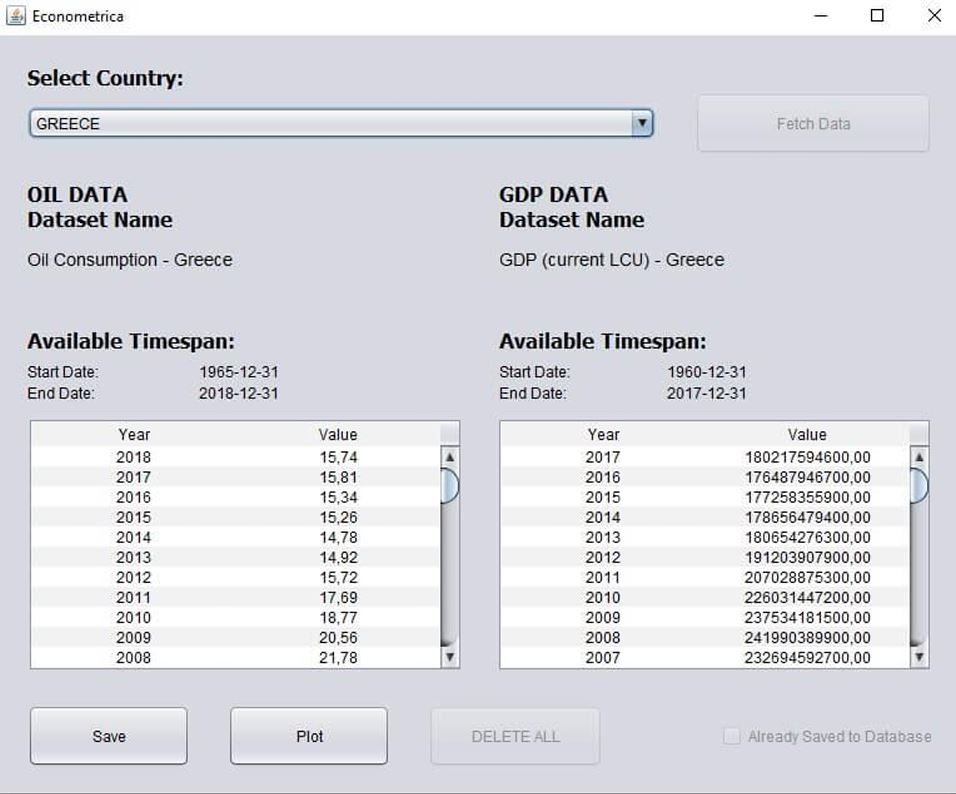 Econometrica
Select Country:
GREECE
Fetch Data
OIL DATA
Dataset Name
Oil Consumption - Greece
Available Timespan:
Start Date: 1965-12-31
End Date: 2018-12-31
Year Value
2018 15,74
2017 15,81
2016 15,34
2015 15,26
2014 14,78
2013 14,92
2012 15,72
2011 17,69
2010 18,77
2009 20,56
2008 21,78
GDP DATA
Dataset Name
GDP (current LCU) - Greece
Available Timespan:
Start Date: 1960-12-31
End Date: 2017-12-31
Year Value
2017 180217594600,00
2016 176487946700,00
2015 177258355900,00
2014 178656479400,00
2013 180654276300,00
2012 191203907900,00
2011 207028875300,00
2010 226031447200,00
2009 237534181500,00
2008 241990389900,00
2007 232694592700,00
Save
Plot
DELETE ALL
Already Saved to Database